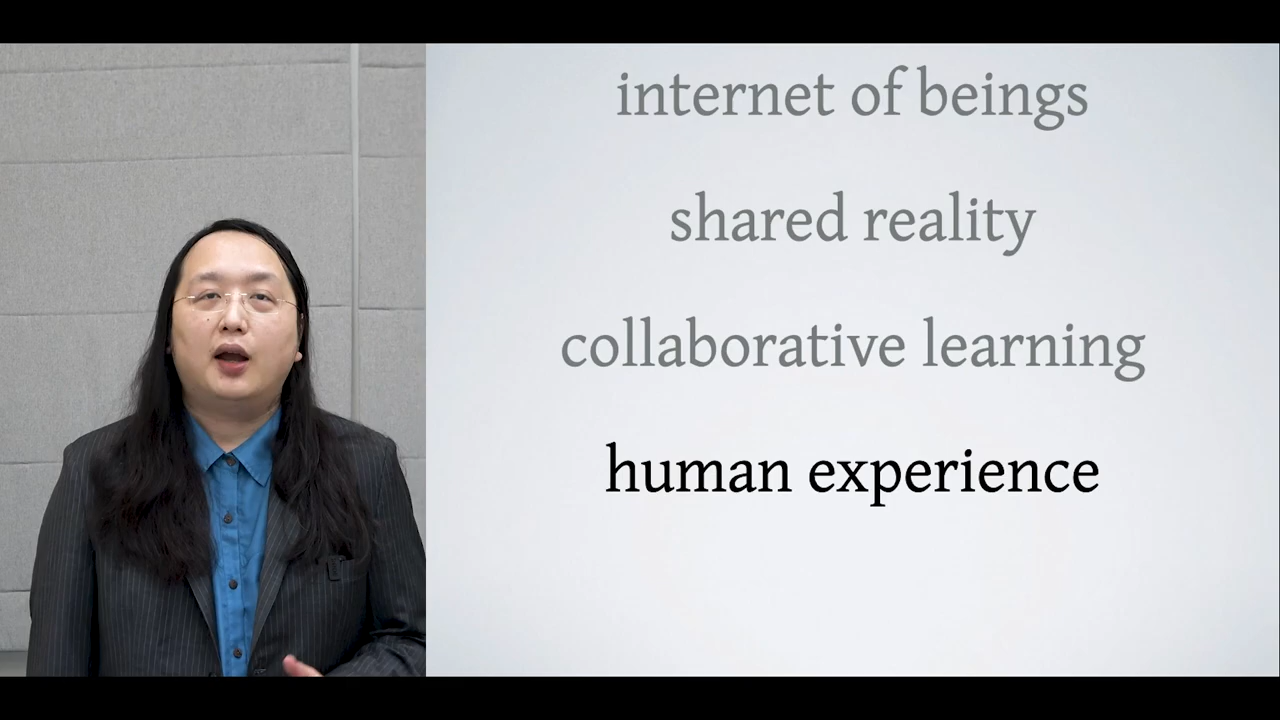 internet of beings
shared reality
collaborative learning
human experience